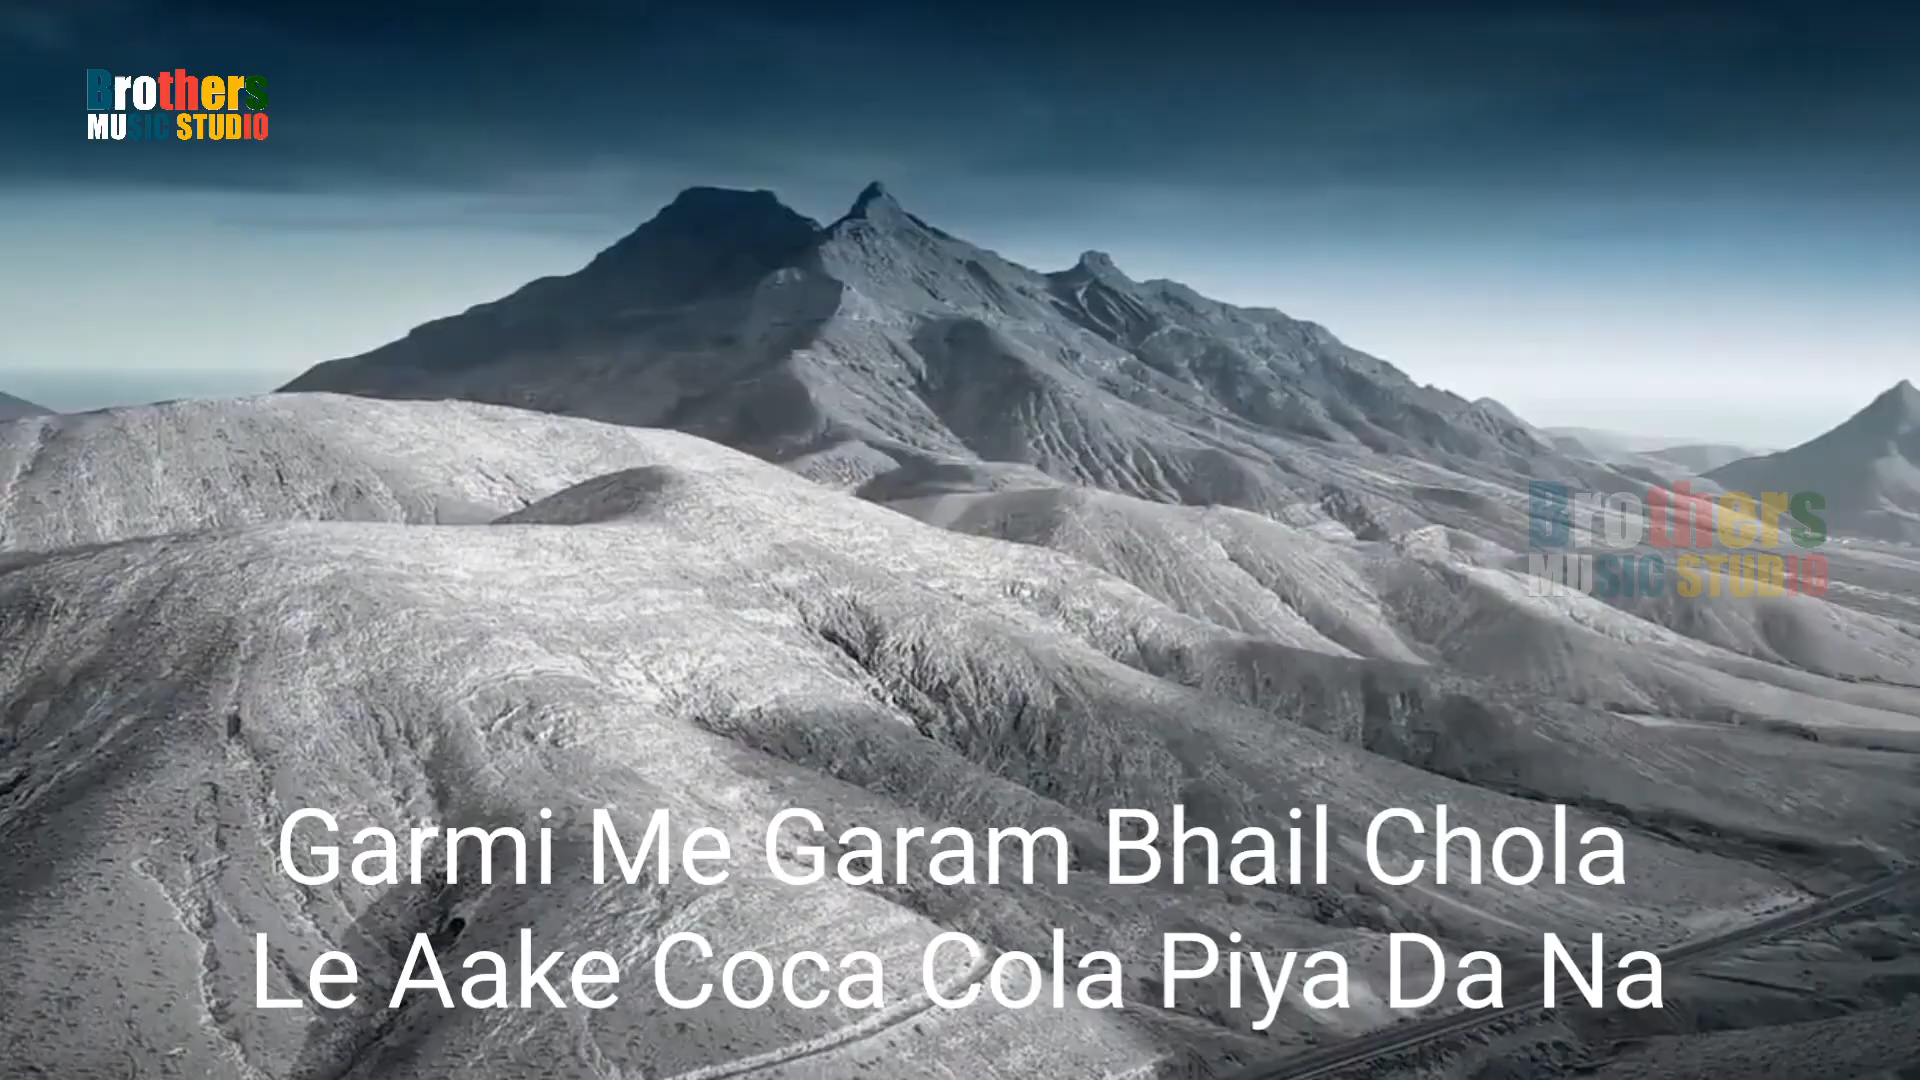 Brothers
MUSIC STUDIO
Brothers
MUSIC STUDIO
Garmi Me Garam Bhail Chola
Le Aake Coca Cola Piya Da Na